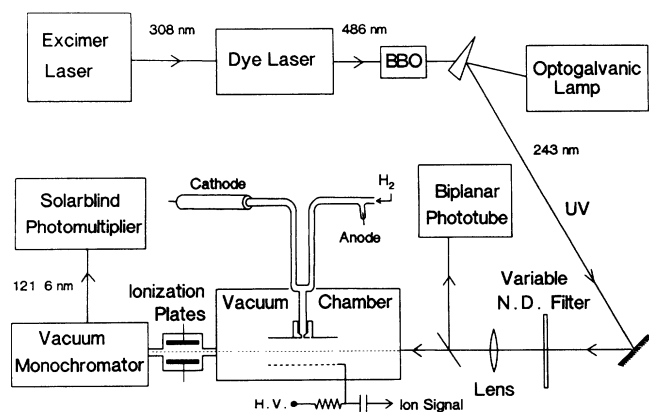 Excimer
Laser
308 nm
Dye Laser
486 nm
BBO
Optogalvanic
Lamp
243 nm
UV
Solarblind
Photomultiplier
Cathode
H2
Anode
Biplanar
Phototube
121 6 nm
Ionization
Plates
Vacuum Chamber
Variable
N.D. Filter
Vacuum
Monochromator
Lens
H.V.
Ion Signal